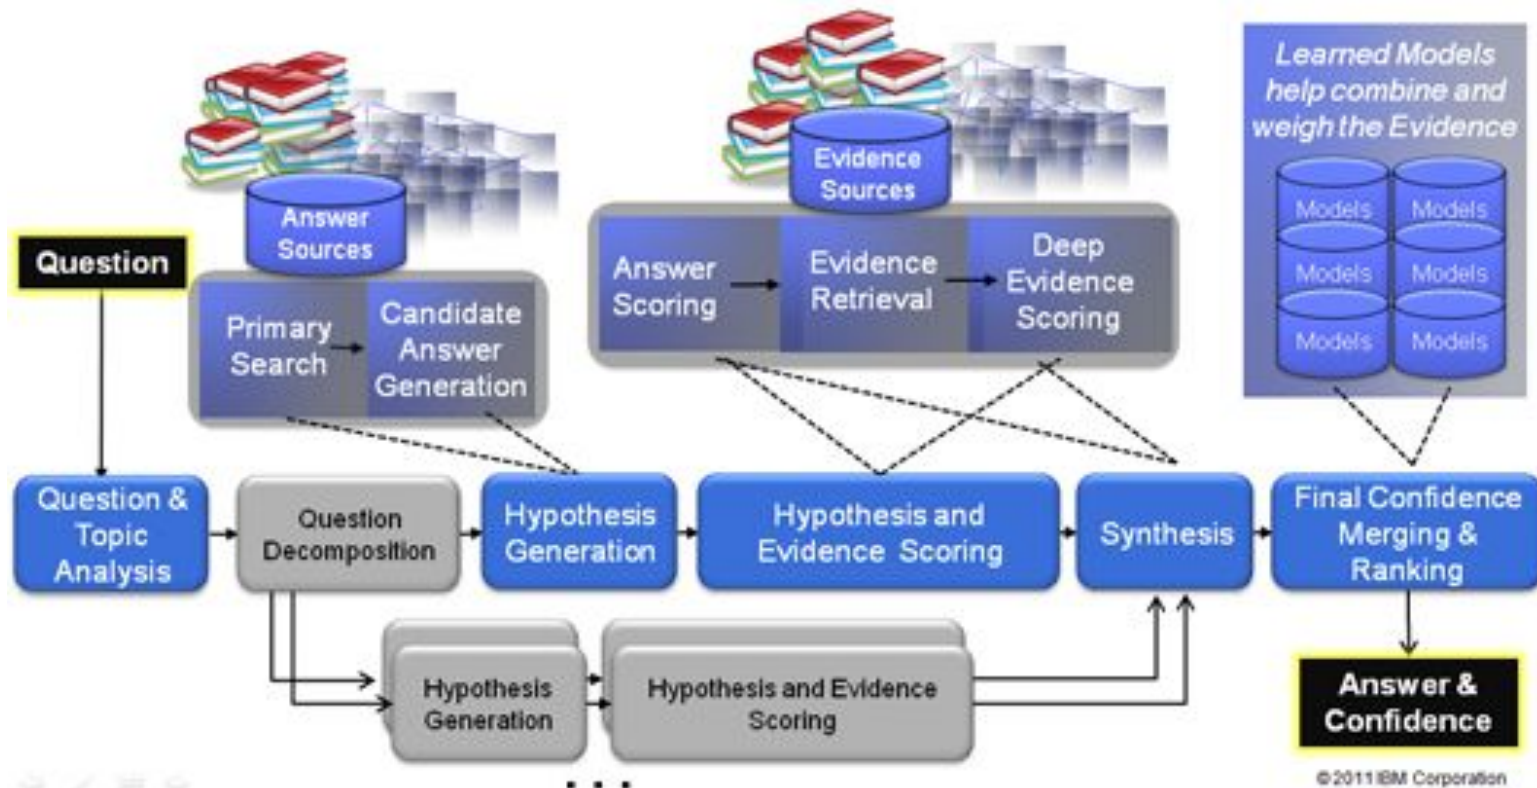 Learned Models
help combine and
weigh the Evidence
Models
Models
Models
Models
Models
Models
Evidence
Sources
Answer
Sources
Question
Answer
Scoring
Evidence
Retrieval
Deep
Evidence
Scoring
Primary
Search
Candidate
Answer
Generation
Question &
Topic
Analysis
Question
Decomposition
Hypothesis
Generation
Hypothesis and
Evidence Scoring
Synthesis
Final Confidence
Merging &
Ranking
Hypothesis
Generation
Hypothesis and Evidence
Scoring
Answer &
Confidence
...
©2011 IBM Corporation